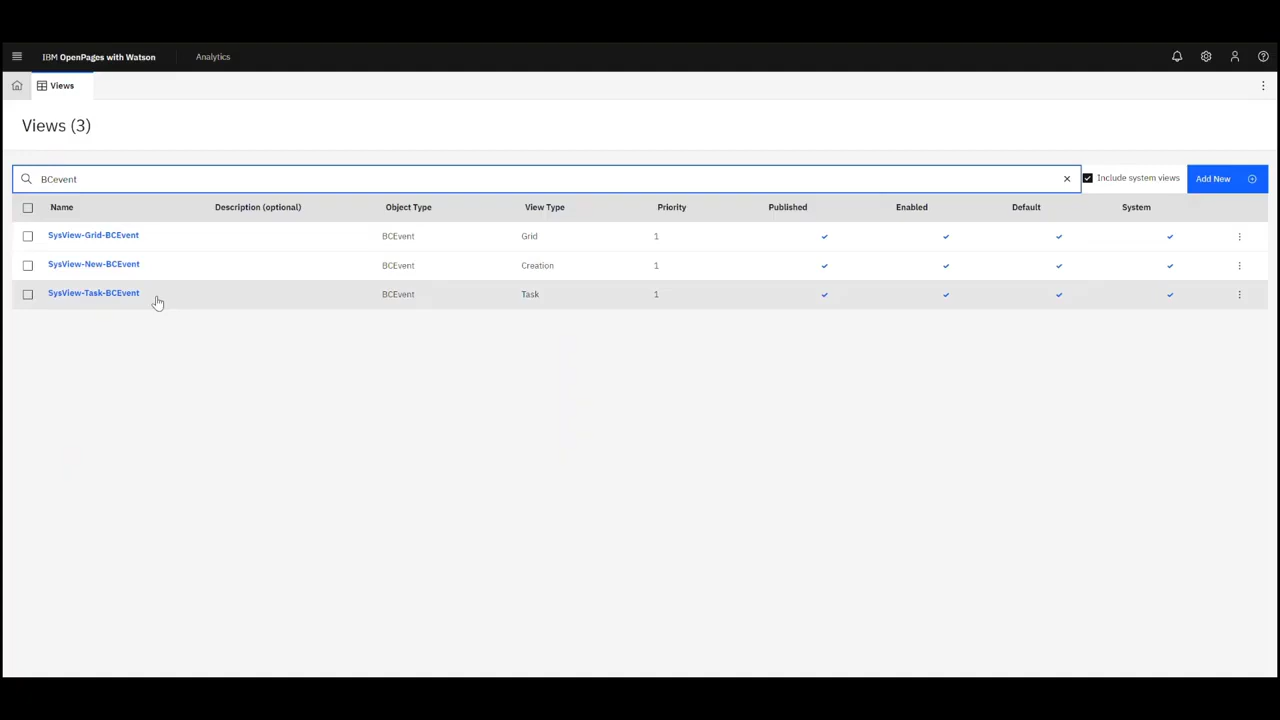 IBM OpenPages with Watson Analytics
Views
Views (3)
BCevent Include system views Add New
Name Description (optional) Object Type View Type Priority Published Enabled Default System
SysView-Grid-BCEvent BCEvent Grid 1
SysView-New-BCEvent BCEvent Creation 1
SysView-Task-BCEvent BCEvent Task 1